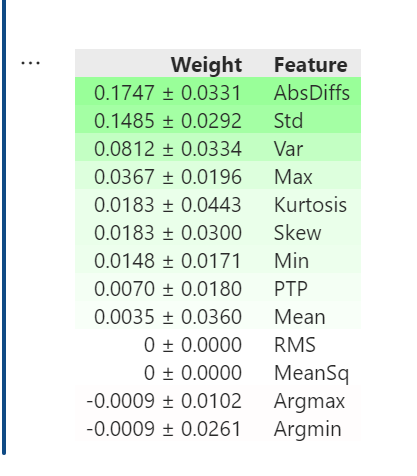 ...
Weight Feature
0.1747 ± 0.0331 AbsDiffs
0.1485 ± 0.0292 Std
0.0812 ± 0.0334 Var
0.0367 ± 0.0196 Max
0.0183 ± 0.0443 Kurtosis
0.0183 ± 0.0300 Skew
0.0148 ± 0.0171 Min
0.0070 ± 0.0180 PTP
0.0035 ± 0.0360 Mean
0 ± 0.0000 RMS
0 ± 0.0000 MeanSq
-0.0009 ± 0.0102 Argmax
-0.0009 ± 0.0261 Argmin